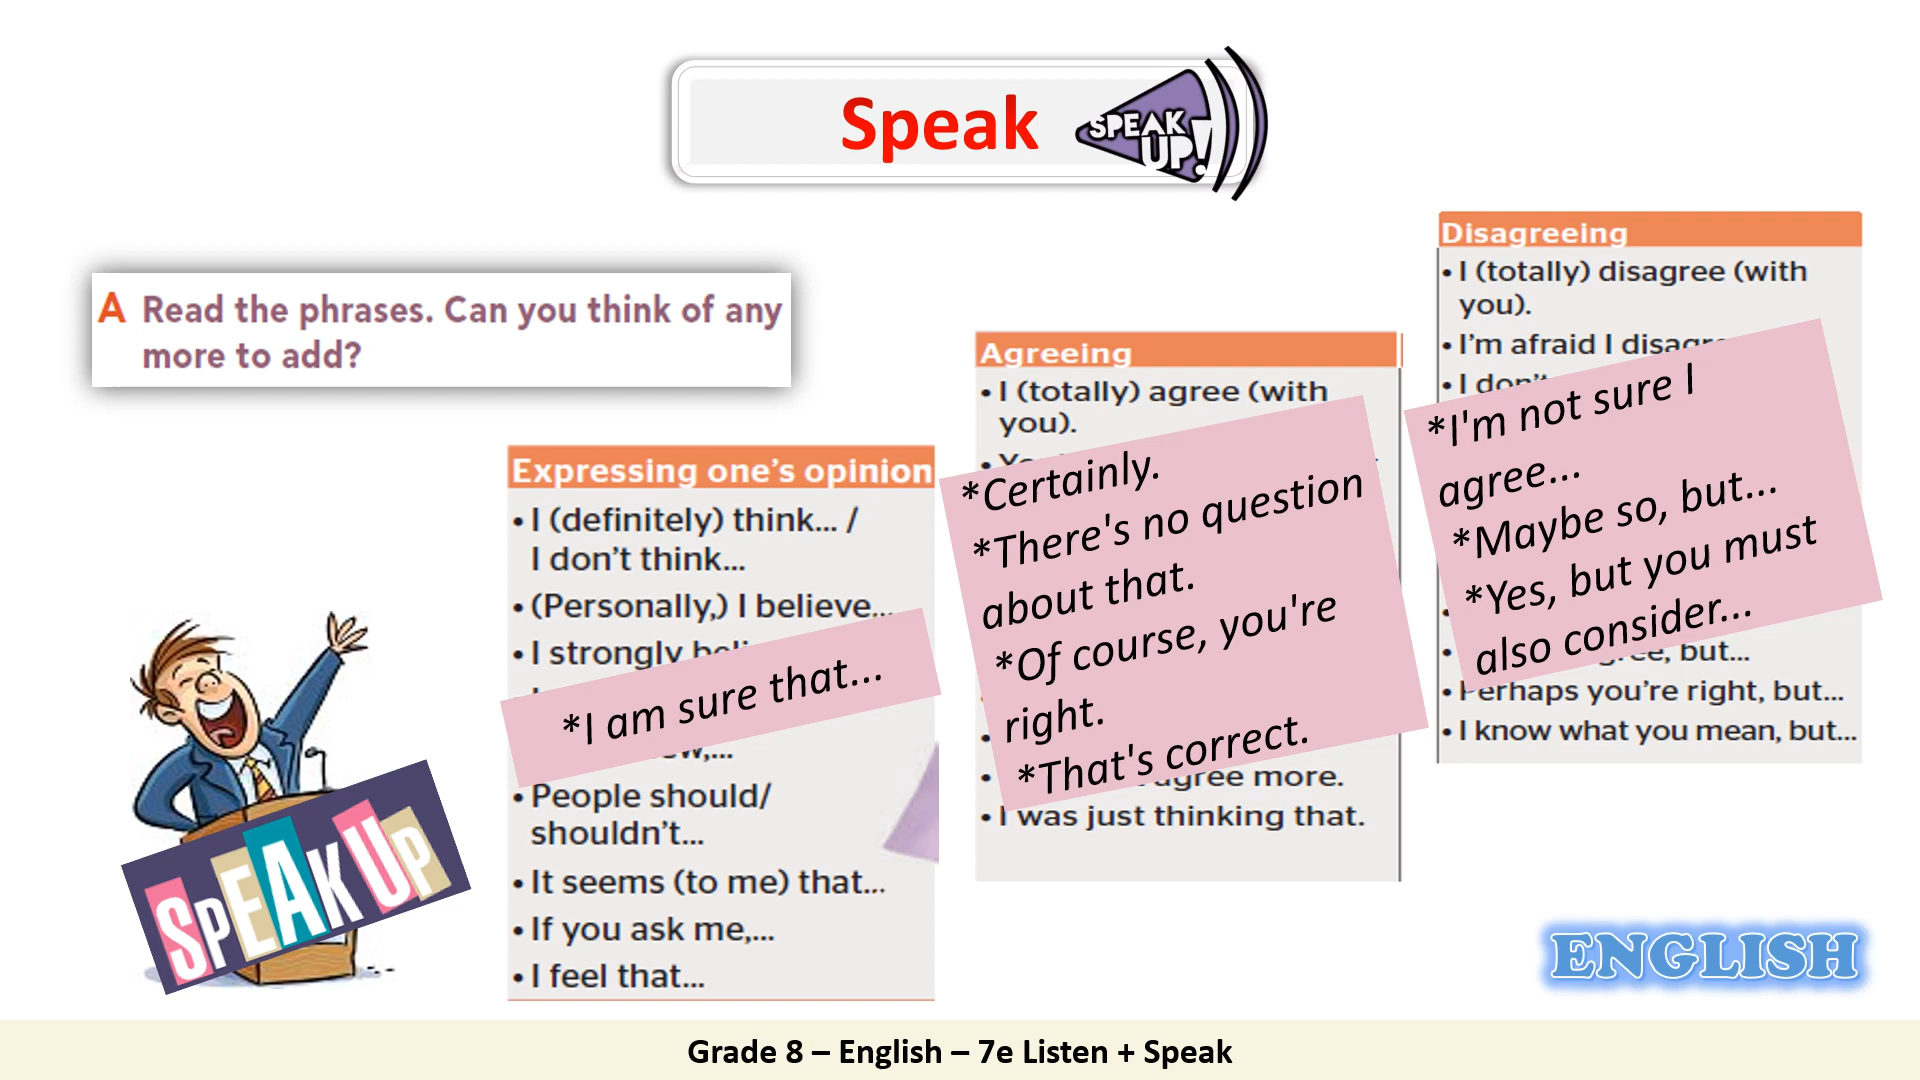 Speak
SPEAK
UP!
A Read the phrases. Can you think of any
more to add?
Expressing one's opinion
• I (definitely) think... /
I don't think...
• (Personally,) I believe...
• I strongly
*I am sure that...
• People should/
shouldn't...
• It seems (to me) that...
• If you ask me,...
• I feel that...
Agreeing
• I (totally) agree (with
you).
*Certainly.
*There's no question
about that.
*Of course, you're
right.
*That's correct.
agree more.
• I was just thinking that.
Disagreeing
• I (totally) disagree (with
you).
• I'm afraid I
• I don't
*I'm not sure I
agree...
*Maybe so, but...
*Yes, but you must
also consider...
but...
• Perhaps you're right, but...
• I know what you mean, but...
SPEAK UP
ENGLISH
Grade 8 – English – 7e Listen + Speak